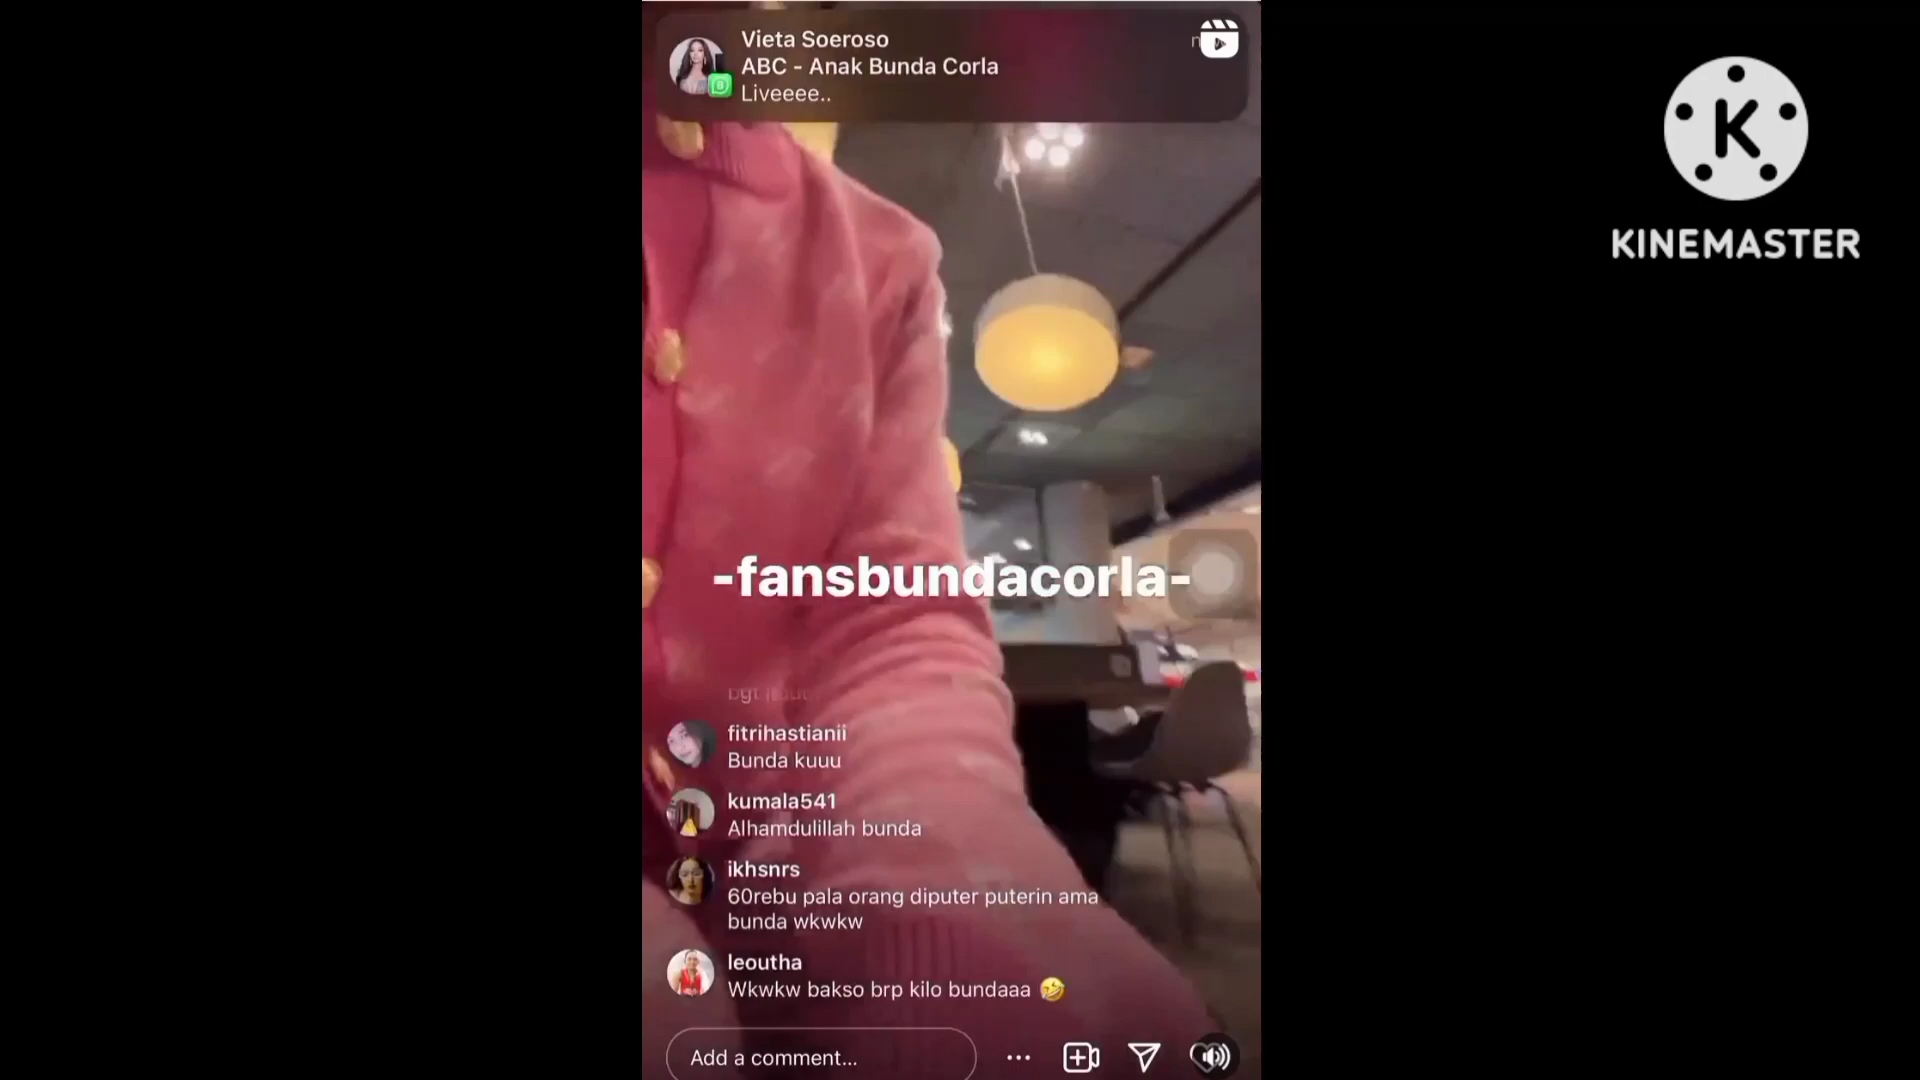 Vieta Soeroso
ABC - Anak Bunda Corla
Liveeee..
K
KINEMASTER
-fansbundacorla-
bgt
fitrihastianii
Bunda kuuu
kumala541
Alhamdulillah bunda
ikhsnrs
60rebu pala orang diputer puterin ama
bunda wkwkw
leoutha
Wkwkw bakso brp kilo bundaaa 🤣
Add a comment...